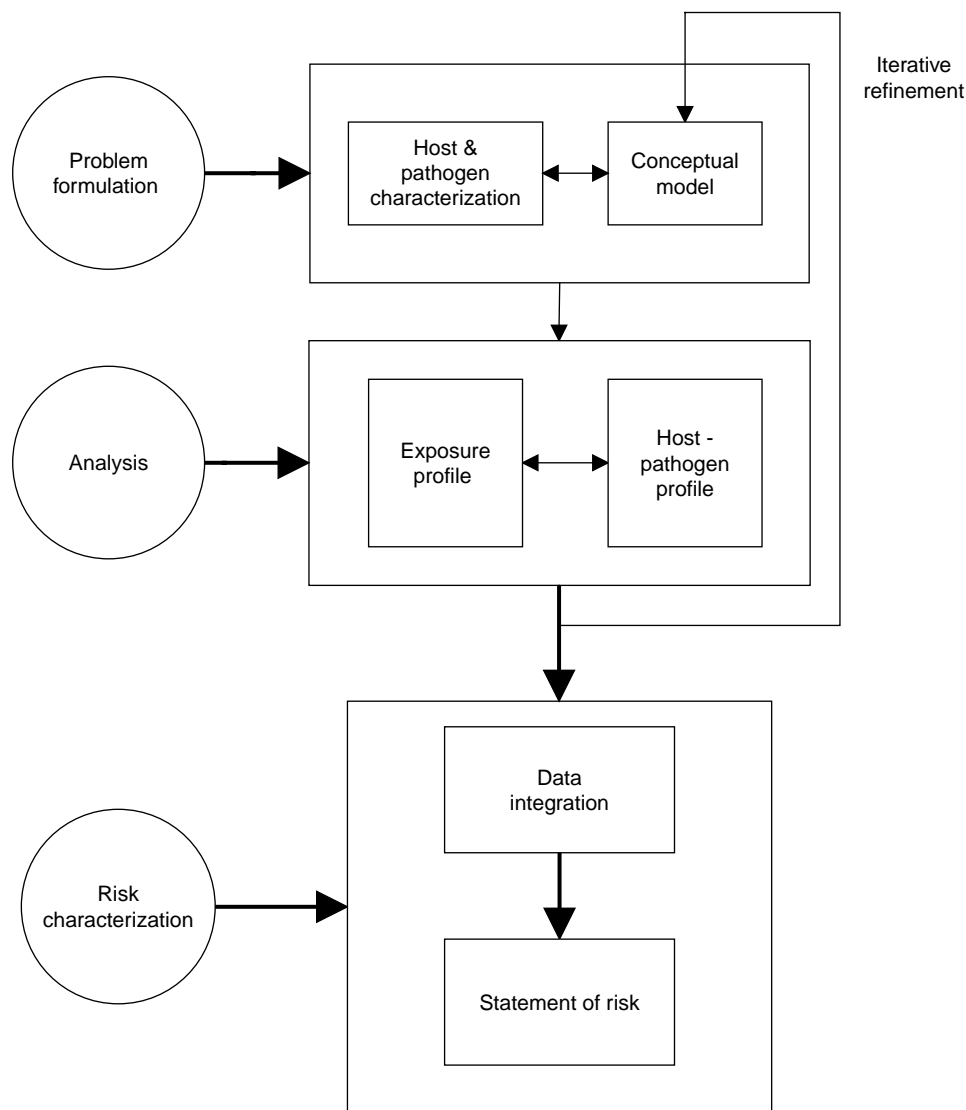 Iterative
refinement
Problem
formulation
Host &
pathogen
characterization
Conceptual
model
Analysis
Exposure
profile
Host -
pathogen
profile
Data
integration
Risk
characterization
Statement of risk